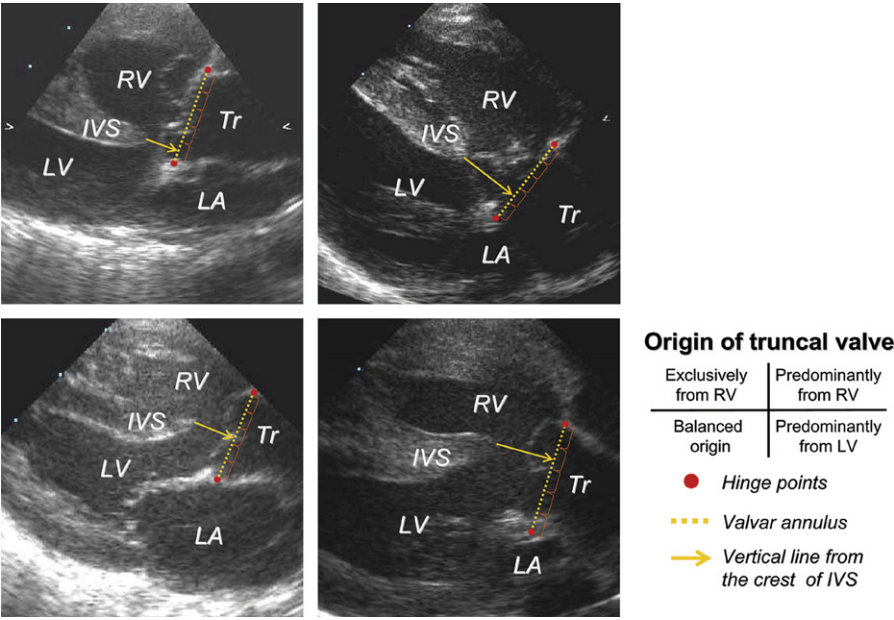 RV
Tr
IVS
LV
LA
RV
IVS
LV
Tr
LA
RV
IVS
Tr
LV
LA
RV
IVS
Tr
LV
LA
Origin of truncal valve
Exclusively from RV
Predominantly from RV
Balanced origin
Predominantly from LV
Hinge points
Valvar annulus
Vertical line from
the crest of IVS